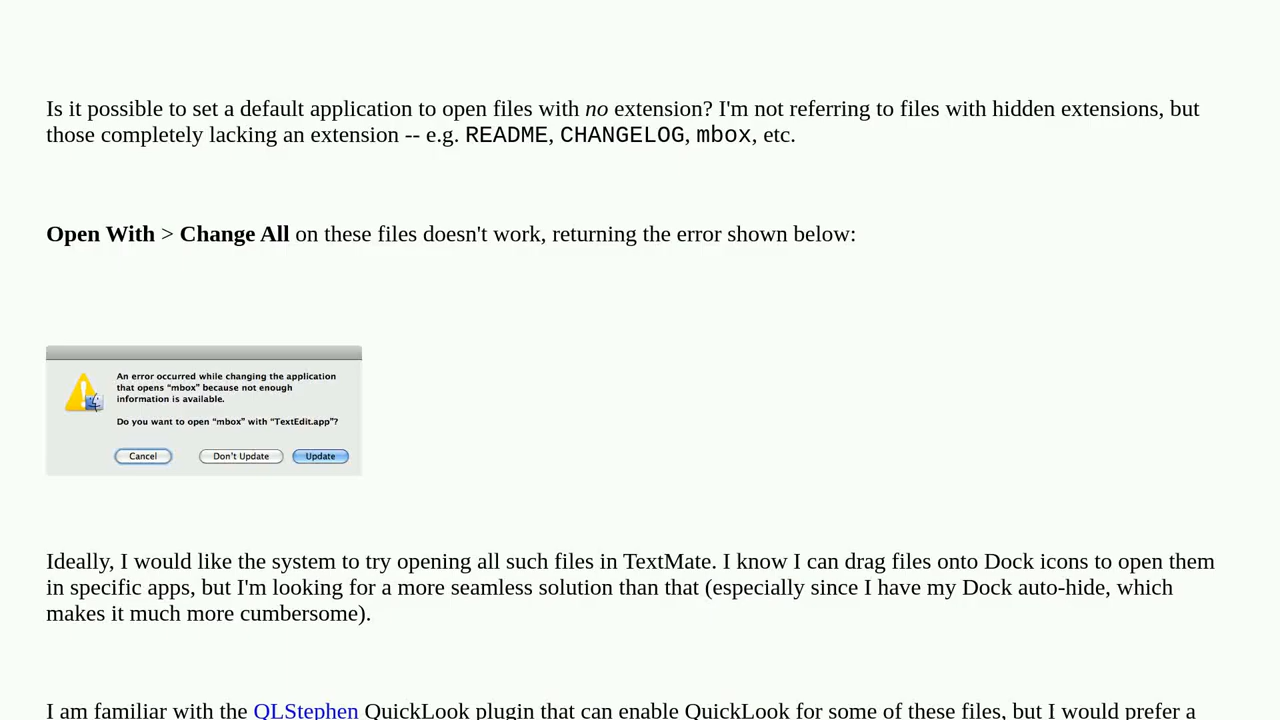 Is it possible to set a default application to open files with no extension? I'm not referring to files with hidden extensions, but
those completely lacking an extension -- e.g. README, CHANGELOG, mbox, etc.
Open With > Change All on these files doesn't work, returning the error shown below:
An error occurred while changing the application
that opens “mbox” because not enough
information is available.
Do you want to open “mbox” with “TextEdit.app”?
Cancel Don't Update Update
Ideally, I would like the system to try opening all such files in TextMate. I know I can drag files onto Dock icons to open them
in specific apps, but I'm looking for a more seamless solution than that (especially since I have my Dock auto-hide, which
makes it much more cumbersome).
I am familiar with the QLStephen QuickLook plugin that can enable QuickLook for some of these files, but I would prefer a